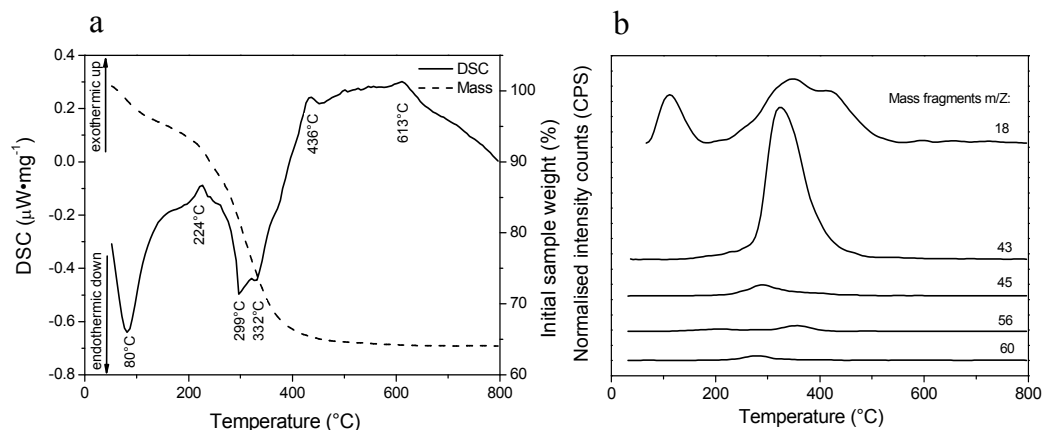 a
b
exothermic up
endothermic down
DSC (μW•mg⁻¹)
0.4
0.2
0.0
-0.2
-0.4
-0.6
-0.8
DSC
Mass
80°C
224°C
299°C
332°C
436°C
613°C
100
90
80
70
60
Initial sample weight (%)
0
200
400
600
800
Temperature (°C)
Normalised intensity counts (CPS)
Mass fragments m/Z:
18
43
45
56
60
0
200
400
600
800
Temperature (°C)